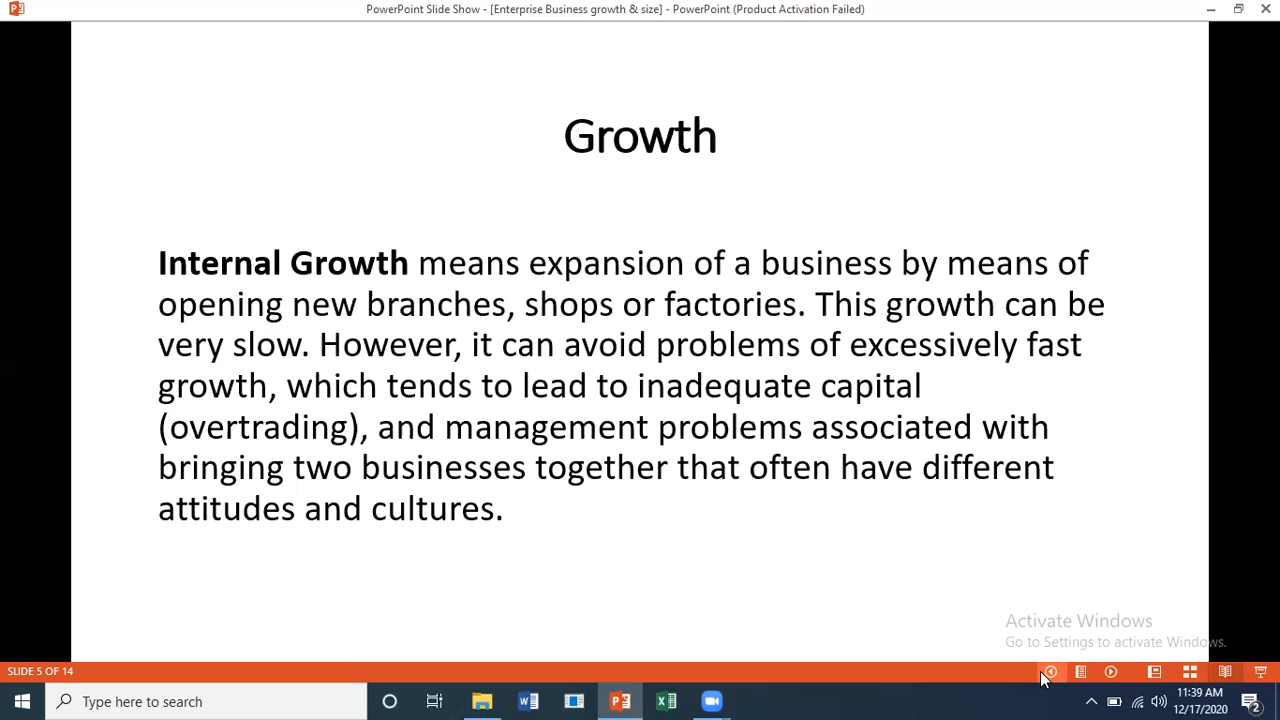 PowerPoint Slide Show - [Enterprise Business growth & size] - PowerPoint (Product Activation Failed)
Growth
Internal Growth means expansion of a business by means of
opening new branches, shops or factories. This growth can be
very slow. However, it can avoid problems of excessively fast
growth, which tends to lead to inadequate capital
(overtrading), and management problems associated with
bringing two businesses together that often have different
attitudes and cultures.
Activate Windows
Go to Settings to activate Windows.
SLIDE 5 OF 14
Type here to search
11:39 AM
12/17/2020
2